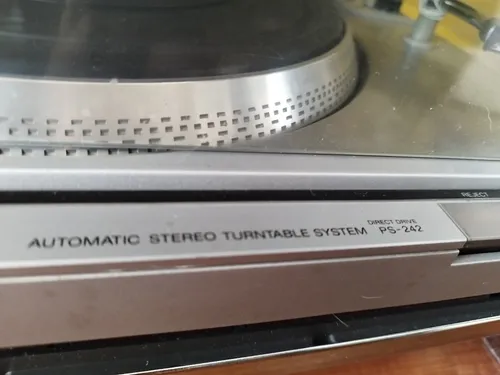 REJECT
DIRECT DRIVE
AUTOMATIC STEREO TURNTABLE SYSTEM PS-242